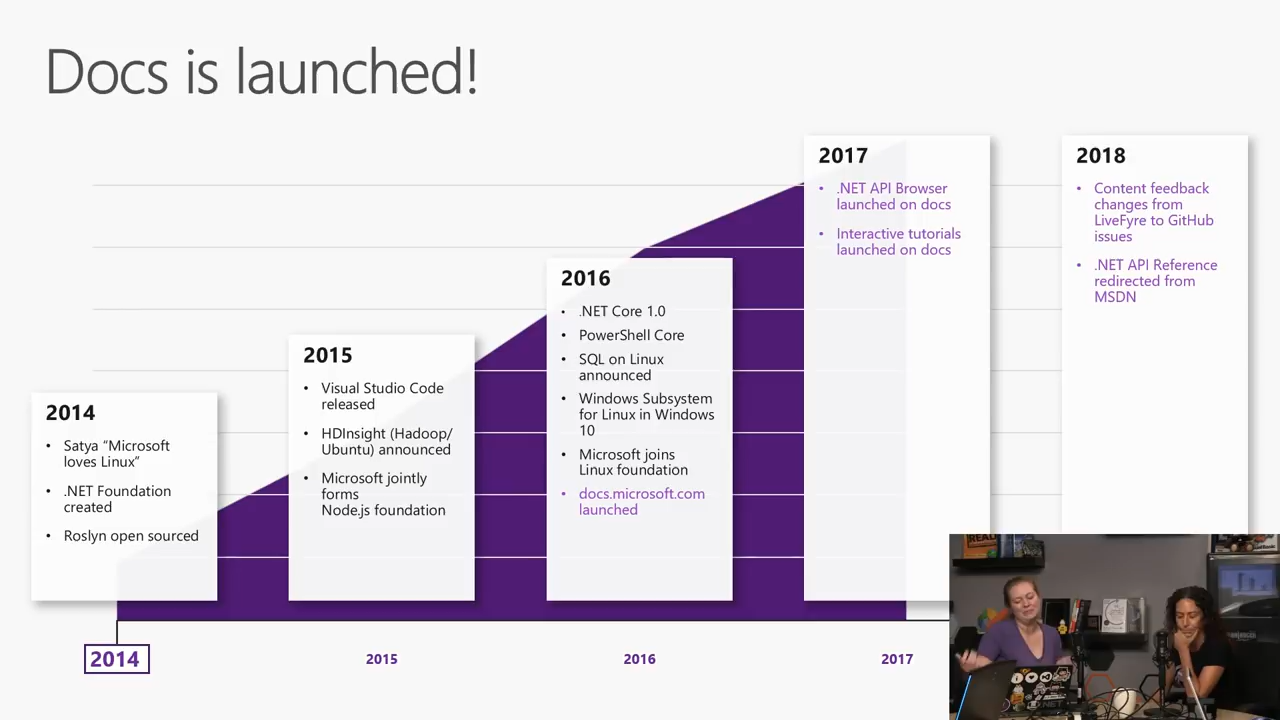 Docs is launched!
2014
• Satya “Microsoft
loves Linux”
• .NET Foundation
created
• Roslyn open sourced
2015
• Visual Studio Code
released
• HDInsight (Hadoop/
Ubuntu) announced
• Microsoft jointly
forms
Node.js foundation
2016
• .NET Core 1.0
• PowerShell Core
• SQL on Linux
announced
• Windows Subsystem
for Linux in Windows
10
• Microsoft joins
Linux foundation
• docs.microsoft.com
launched
2017
• .NET API Browser
launched on docs
• Interactive tutorials
launched on docs
2018
• Content feedback
changes from
LiveFyre to GitHub
issues
• .NET API Reference
redirected from
MSDN
2014
2015
2016
2017
READ
.NET